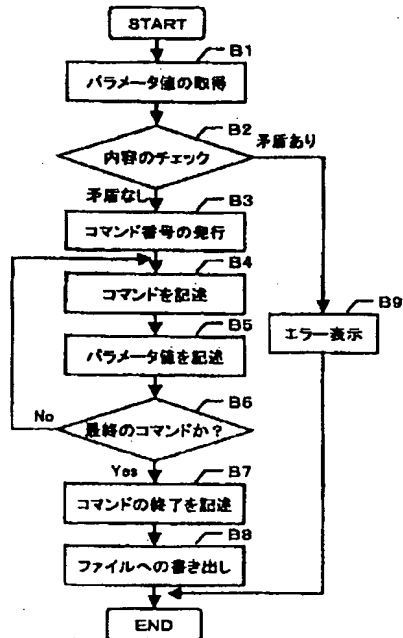 START
B1
パラメータ値の取得
B2
内容のチェック
矛盾あり
矛盾なし
B3
コマンド番号の発行
B4
コマンドを記述
B9
エラー表示
B5
パラメータ値を記述
B6
No
最終のコマンドか?
Yes
B7
コマンドの終了を記述
B8
ファイルへの書き出し
END